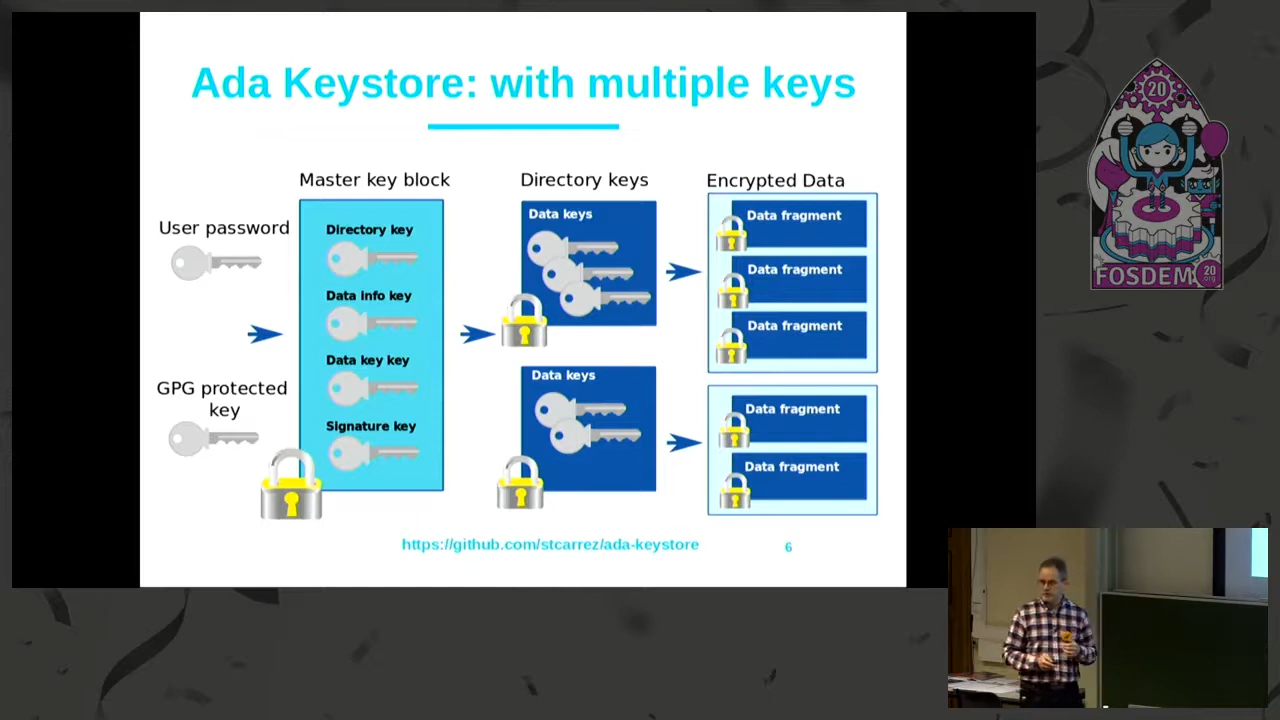 Ada Keystore: with multiple keys
Master key block
Directory keys
Encrypted Data
User password
GPG protected
key
Directory key
Data info key
Data key key
Signature key
Data keys
Data keys
Data fragment
Data fragment
Data fragment
Data fragment
Data fragment
https://github.com/stcarrez/ada-keystore
6
20
FOSDEM
20
.org